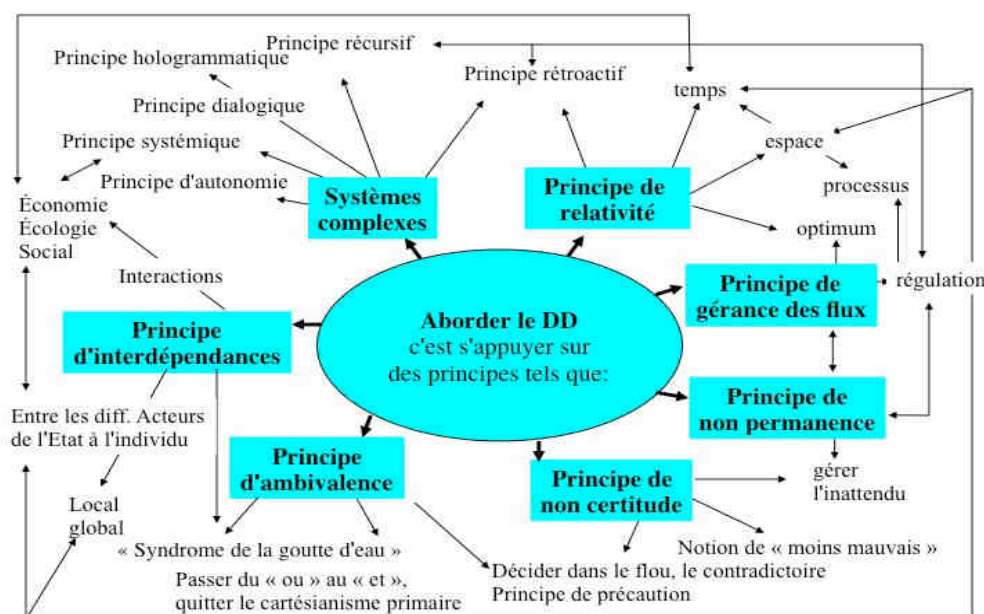 Principe récursif
Principe hologrammatique
Principe rétroactif
temps
Principe dialogique
Principe systémique
espace
Principe d'autonomie
Systèmes
complexes
Principe de
relativité
processus
Économie
Écologie
Social
optimum
Interactions
régulation
Principe de
gérance des flux
Principe
d'interdépendances
Aborder le DD
c'est s'appuyer sur
des principes tels que:
Principe de
non permanence
Entre les diff. Acteurs
de l'Etat à l'individu
Principe
d'ambivalence
Principe de
non certitude
gérer
l'inattendu
Local
global
« Syndrome de la goutte d'eau »
Notion de « moins mauvais »
Passer du « ou » au « et »,
quitter le cartésianisme primaire
Décider dans le flou, le contradictoire
Principe de précaution